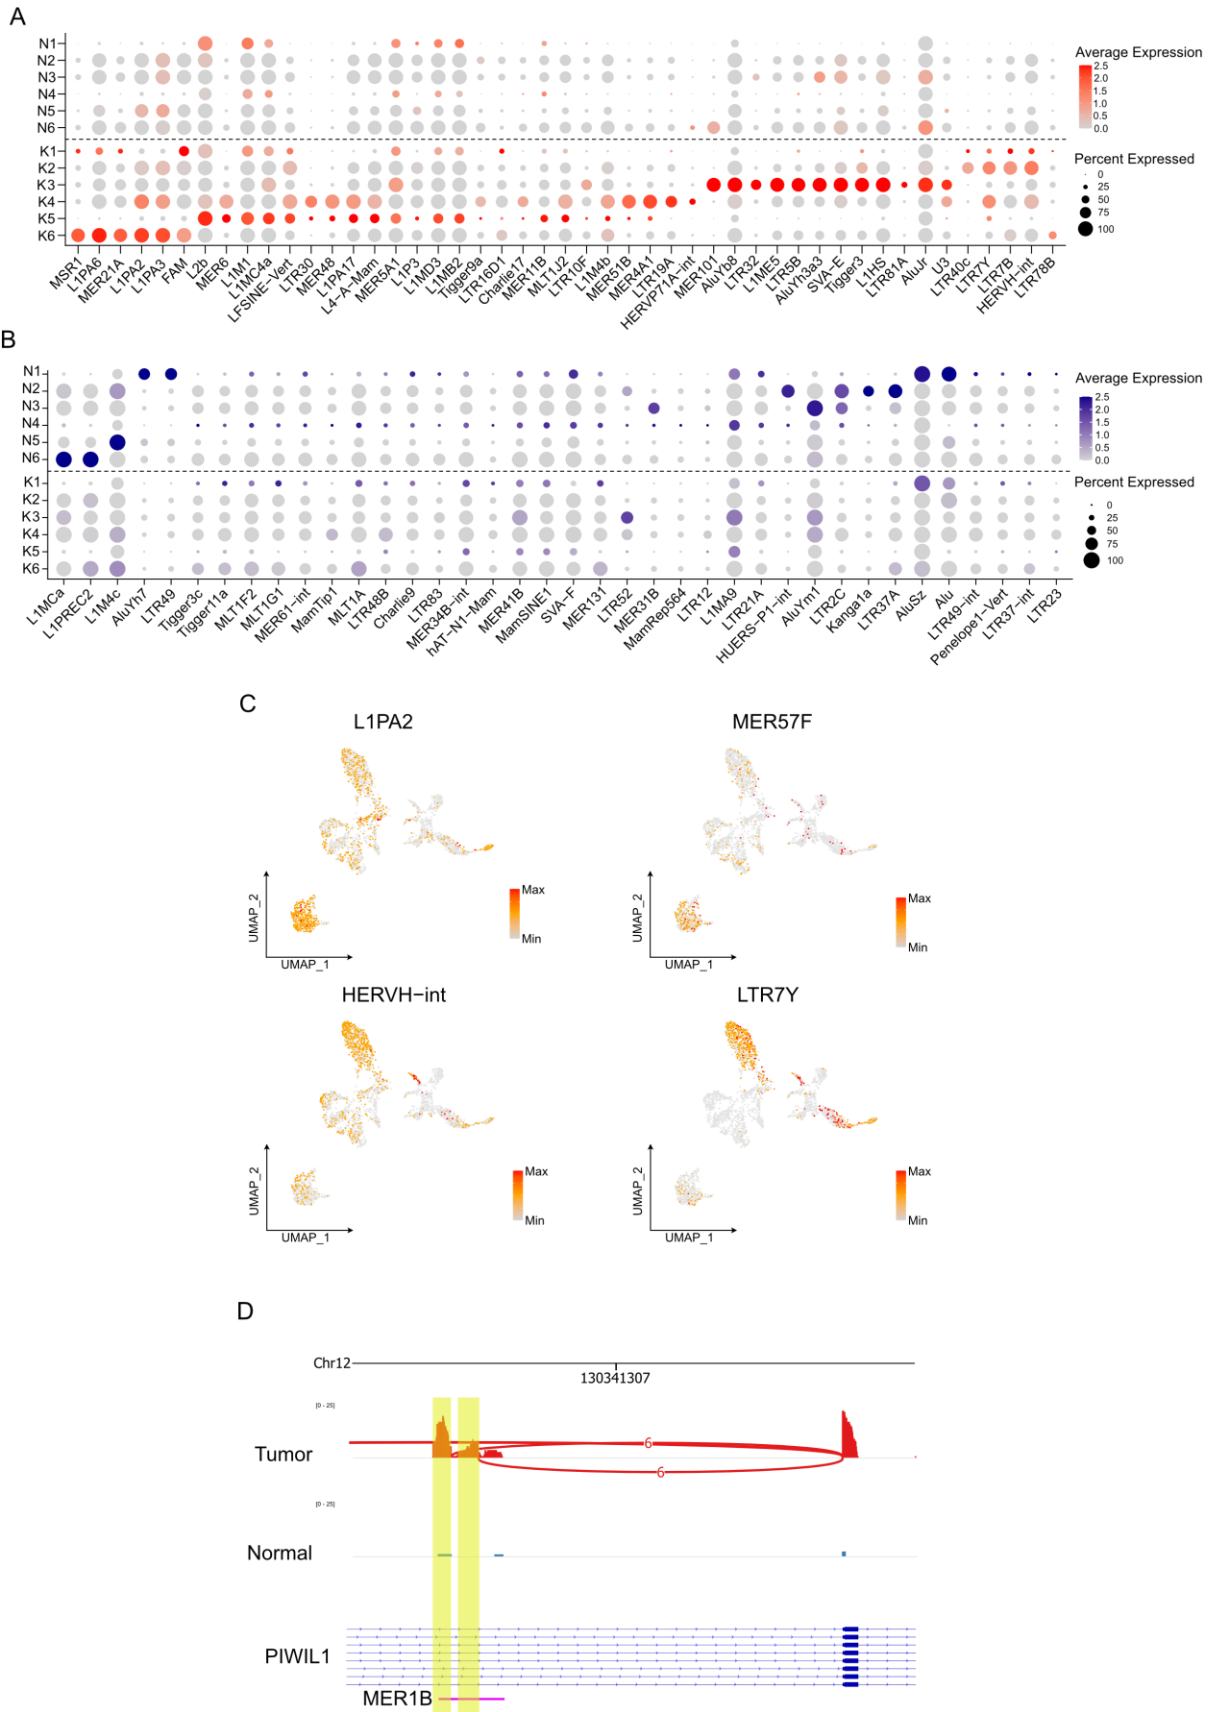 A
N1
N2
N3
N4
N5
N6
K1
K2
K3
K4
K5
K6
MSR1
L1PA6
MER21A
L1PA2
L1PA3
FAM
L2b
MER6
L1M1
L1MC4a
LFSINE−Vert
LTR30
MER48
L1PA17
L4−A−Mam
MER5A1
L1P3
L1MD3
L1MB2
Tigger9a
LTR16D1
Charlie17
MER11B
MLT1J2
LTR10F
L1M4b
MER51B
MER4A1
LTR19A
HERVP71A−int
MER101
AluYb8
LTR32
L1ME5
LTR5B
AluYh3a3
SVA−E
Tigger3
L1HS
LTR81A
AluJr
U3
LTR40c
LTR7Y
LTR7B
HERVH−int
LTR78B
Average Expression
2.5
2.0
1.5
1.0
0.5
0.0
Percent Expressed
0
25
50
75
100
B
N1
N2
N3
N4
N5
N6
K1
K2
K3
K4
K5
K6
L1MCa
L1PREC2
L1M4c
AluYh7
LTR49
Tigger3c
Tigger11a
MLT1F2
MLT1G1
MER61−int
MamTip1
MLT1A
LTR48B
Charlie9
LTR83
MER34B−int
hAT−N1−Mam
MER41B
MamSINE1
SVA−F
MER131
LTR52
MER31B
MamRep564
LTR12
L1MA9
LTR21A
HUERS−P1−int
AluYm1
LTR2C
Kanga1a
LTR37A
AluSz
Alu
LTR49−int
Penelope1−Vert
LTR37−int
LTR23
Average Expression
2.5
2.0
1.5
1.0
0.5
0.0
Percent Expressed
0
25
50
75
100
C
L1PA2
UMAP_2
UMAP_1
Max
Min
MER57F
UMAP_2
UMAP_1
Max
Min
HERVH−int
UMAP_2
UMAP_1
Max
Min
LTR7Y
UMAP_2
UMAP_1
Max
Min
D
Chr12
130341307
[0 - 25]
Tumor
6
6
[0 - 25]
Normal
PIWIL1
MER1B